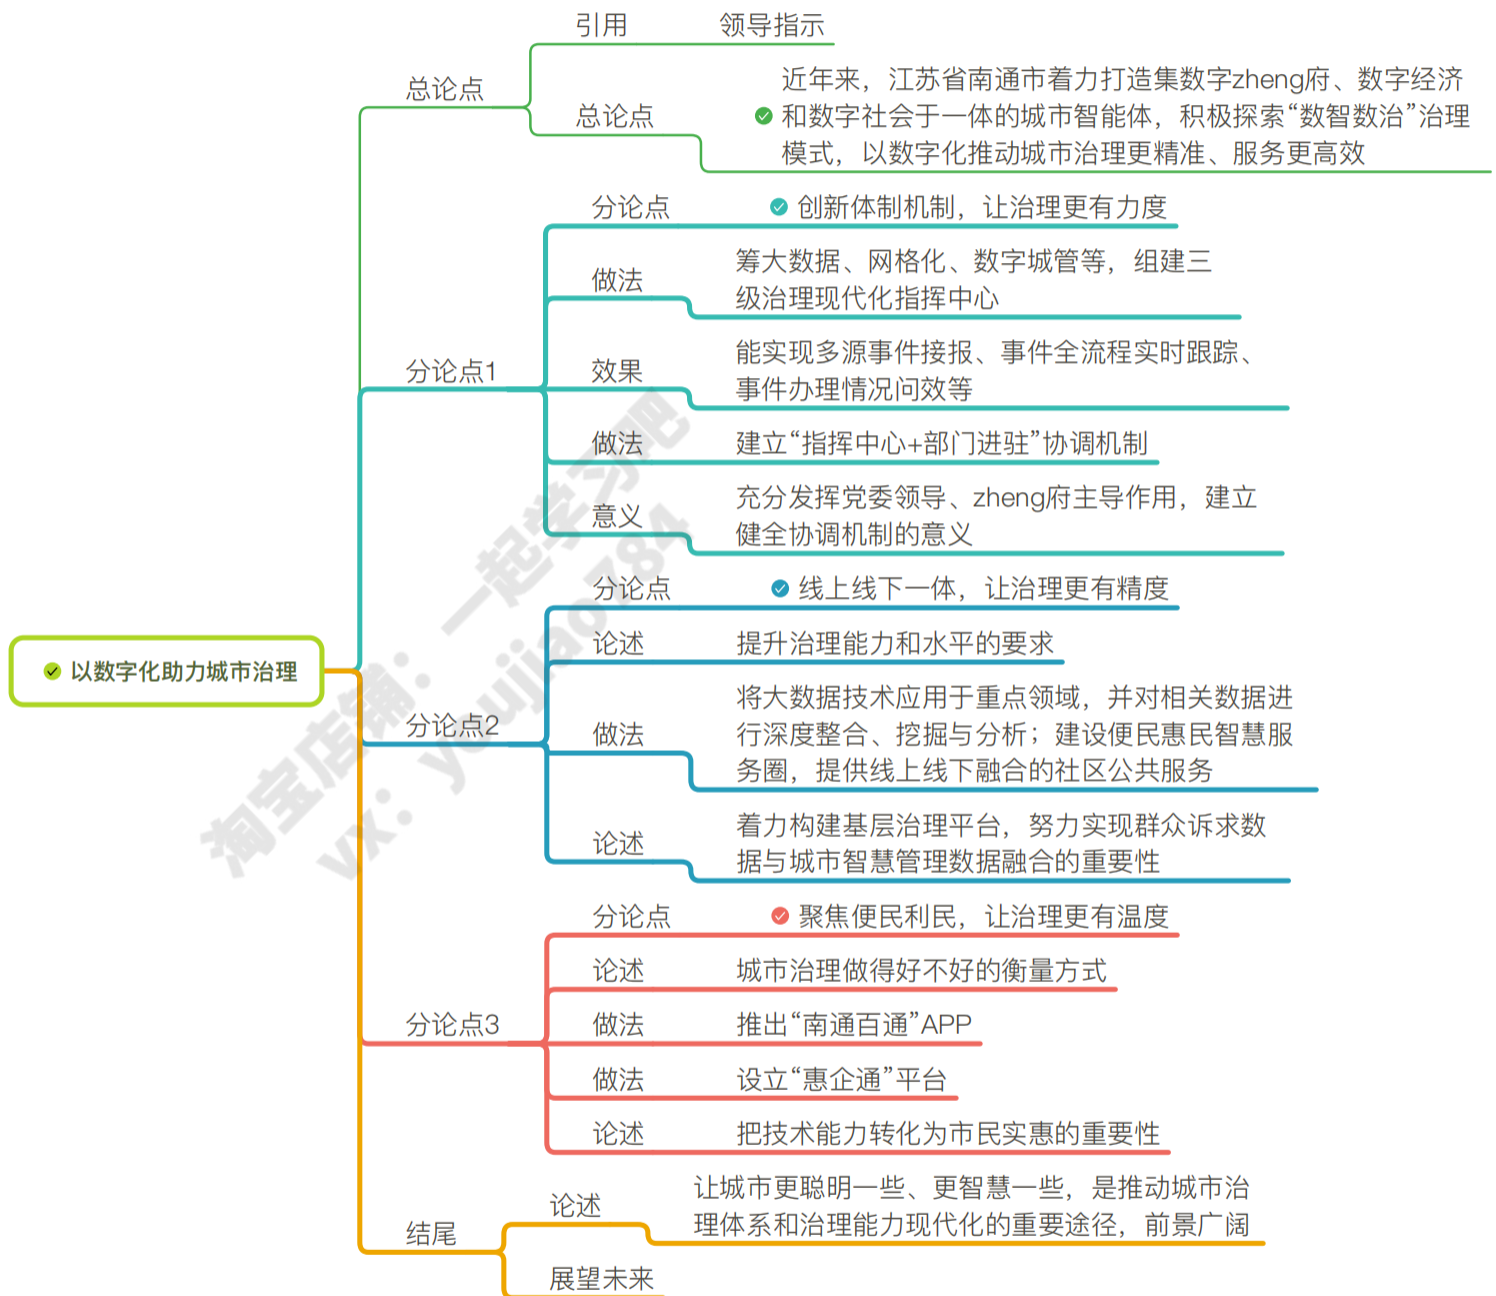 引用 领导指示
总论点
总论点
近年来，江苏省南通市着力打造集数字zheng府、数字经济
和数字社会于一体的城市智能体，积极探索“数智数治”治理
模式，以数字化推动城市治理更精准、服务更高效
分论点1
分论点 创新体制机制，让治理更有力度
做法
筹大数据、网格化、数字城管等，组建三
级治理现代化指挥中心
效果
能实现多源事件接报、事件全流程实时跟踪、
事件办理情况问效等
做法 建立“指挥中心+部门进驻”协调机制
意义
充分发挥党委领导、zheng府主导作用，建立
健全协调机制的意义
以数字化助力城市治理
分论点2
分论点 线上线下一体，让治理更有精度
论述 提升治理能力和水平的要求
做法
将大数据技术应用于重点领域，并对相关数据进
行深度整合、挖掘与分析；建设便民惠民智慧服
务圈，提供线上线下融合的社区公共服务
论述
着力构建基层治理平台，努力实现群众诉求数
据与城市智慧管理数据融合的重要性
分论点3
分论点 聚焦便民利民，让治理更有温度
论述 城市治理做得好不好的衡量方式
做法 推出“南通百通”APP
做法 设立“惠企通”平台
论述 把技术能力转化为市民实惠的重要性
结尾
论述
让城市更聪明一些、更智慧一些，是推动城市治
理体系和治理能力现代化的重要途径，前景广阔
展望未来
淘宝店铺：一起学习吧
vx：youjiao784